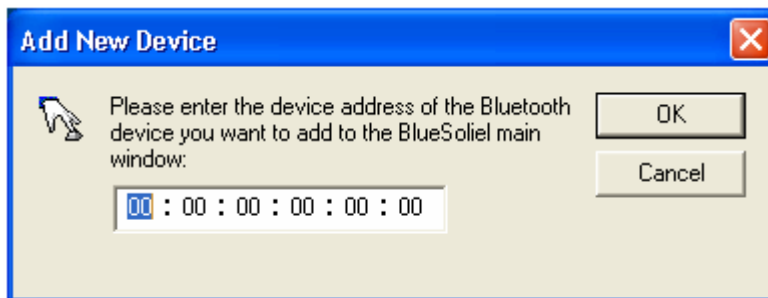 Add New Device
Please enter the device address of the Bluetooth
device you want to add to the BlueSoliel main
window:
00 : 00 : 00 : 00 : 00 : 00
OK
Cancel